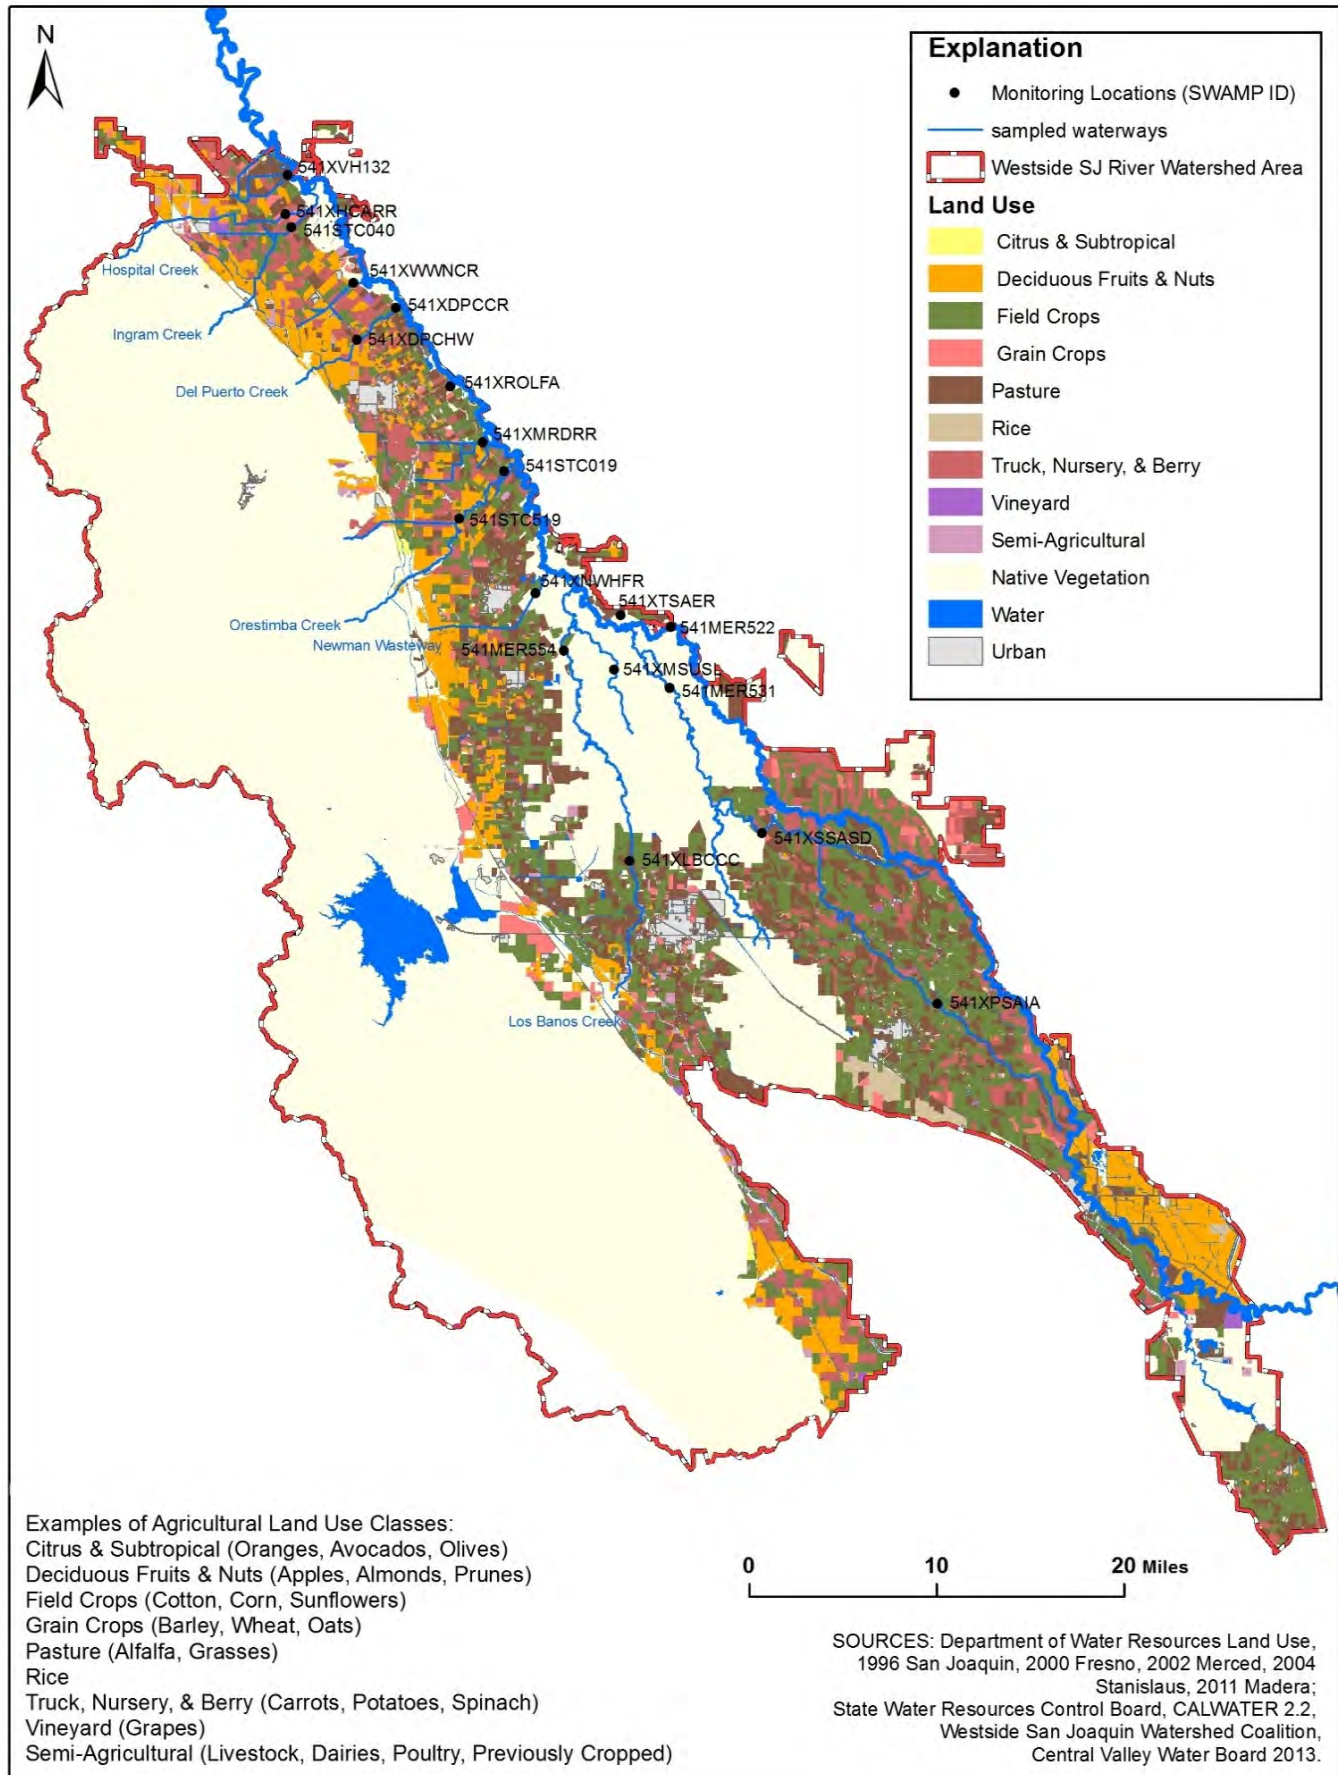 N
Explanation
Monitoring Locations (SWAMP ID)
sampled waterways
Westside SJ River Watershed Area
Land Use
Citrus & Subtropical
Deciduous Fruits & Nuts
Field Crops
Grain Crops
Pasture
Rice
Truck, Nursery, & Berry
Vineyard
Semi-Agricultural
Native Vegetation
Water
Urban
541XVH132
541XHCARR
541STC040
Hospital Creek
541XWWNCR
541XDPCCR
Ingram Creek
541XDPCHW
541XROLFA
Del Puerto Creek
541XMRDRR
541STC019
541STC519
541XNWHFR
541XTSAER
Orestimba Creek
541MER522
Newman Wasteway
541MER554
541XMSUSL
541MER531
541XSSASD
541XLBCCC
541XPSAIA
Los Banos Creek
Examples of Agricultural Land Use Classes:
Citrus & Subtropical (Oranges, Avocados, Olives)
Deciduous Fruits & Nuts (Apples, Almonds, Prunes)
Field Crops (Cotton, Corn, Sunflowers)
Grain Crops (Barley, Wheat, Oats)
Pasture (Alfalfa, Grasses)
Rice
Truck, Nursery, & Berry (Carrots, Potatoes, Spinach)
Vineyard (Grapes)
Semi-Agricultural (Livestock, Dairies, Poultry, Previously Cropped)
0 10 20 Miles
SOURCES: Department of Water Resources Land Use,
1996 San Joaquin, 2000 Fresno, 2002 Merced, 2004
Stanislaus, 2011 Madera;
State Water Resources Control Board, CALWATER 2.2,
Westside San Joaquin Watershed Coalition,
Central Valley Water Board 2013.